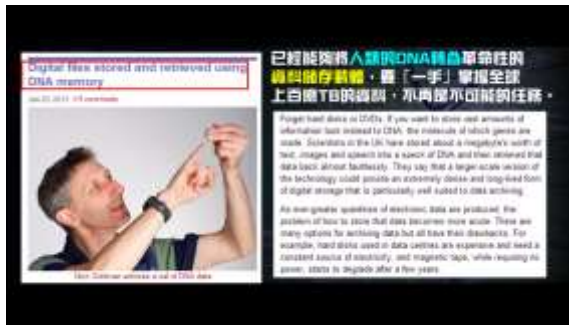 Digital files stored and retrieved using
DNA memory
已經能夠將人類的DNA轉為革命性的
資料儲存載體，要「一手」掌握全球
上百億TB的資料，不再是不可能的任務。
Forget hard discs or DVDs. If you want to store vast amounts of
information look instead to DNA, the molecule of which genes are
made. Scientists in the UK have stored about a megabyte's worth of
text, images and speech into a speck of DNA and then retrieved that
data back almost faultlessly. They say that a larger-scale version of
the technology could provide an extremely dense and long-lived form
of digital storage that is particularly well suited to data archiving.
As ever-greater quantities of electronic data are produced, the
problem of how to store that data becomes more acute. There are
many options for archiving data but all have their drawbacks. For
example, hard disks used in data centres are expensive and need a
constant source of electricity, and magnetic tape, while requiring no
power, starts to degrade after a few years.